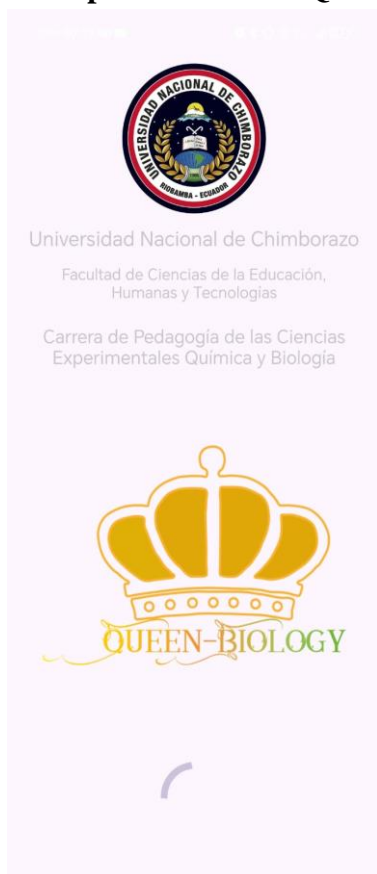 UNIVERSIDAD NACIONAL DE CHIMBORAZO
RIOBAMBA - ECUADOR
Universidad Nacional de Chimborazo
Facultad de Ciencias de la Educación,
Humanas y Tecnologías
Carrera de Pedagogía de las Ciencias
Experimentales Química y Biología
QUEEN-BIOLOGY